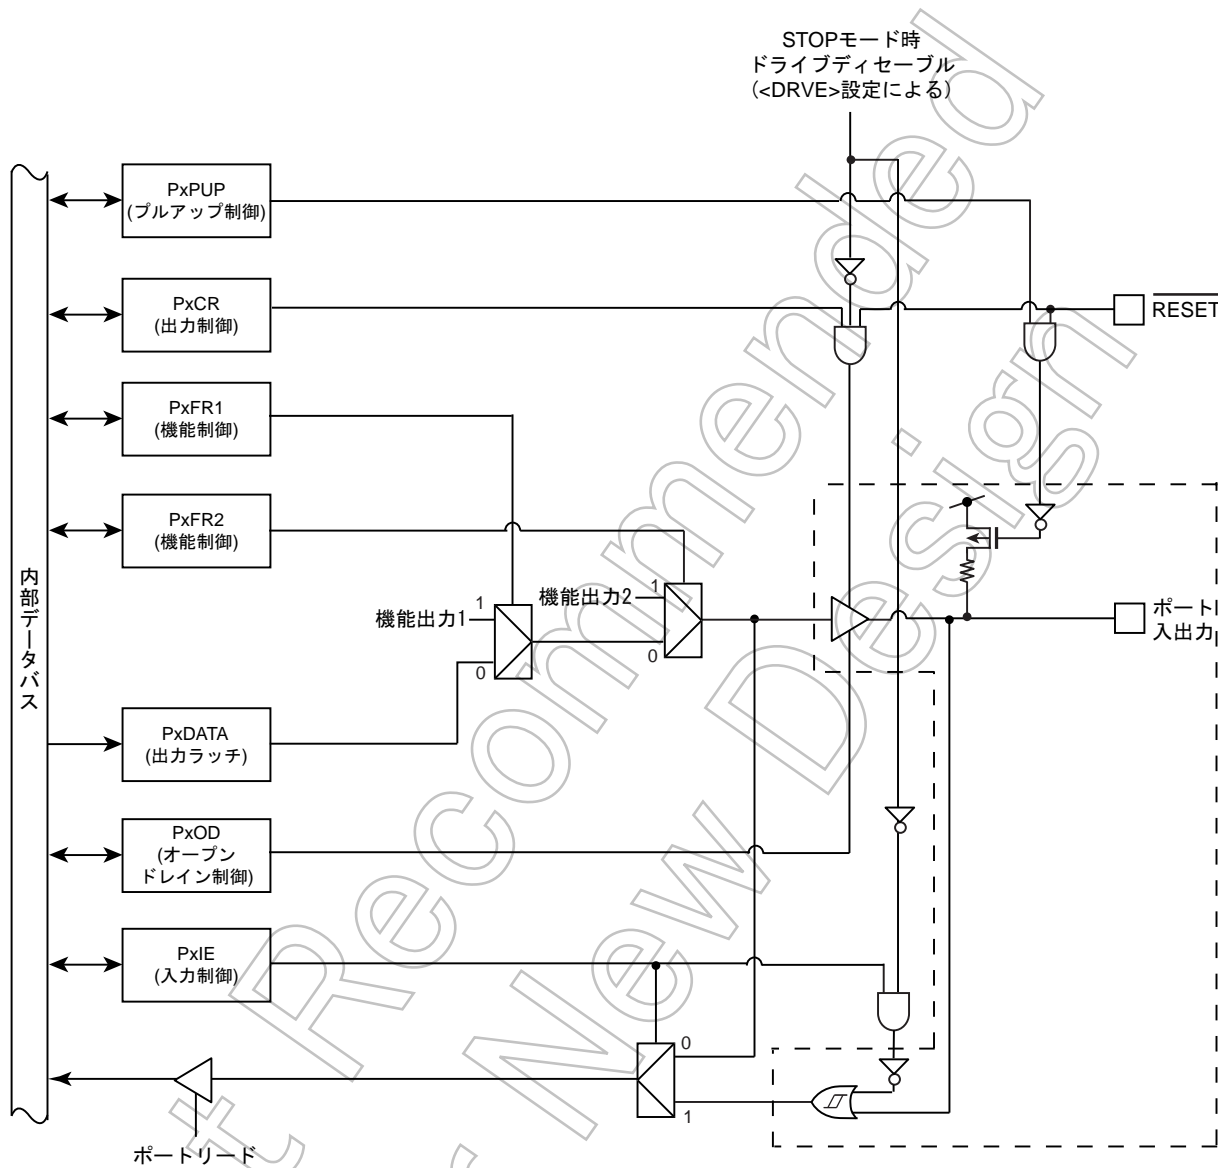 STOPモード時
ドライブディセーブル
(<DRVE>設定による)
PxPUP
(プルアップ制御)
PxCR
(出力制御)
RESET
PxFR1
(機能制御)
PxFR2
(機能制御)
内部データバス
機能出力1
1
0
機能出力2
1
0
ポート
入出力
PxDATA
(出力ラッチ)
PxOD
(オープン
ドレイン制御)
PxIE
(入力制御)
0
1
ポートリード
t Recommended
r New Design